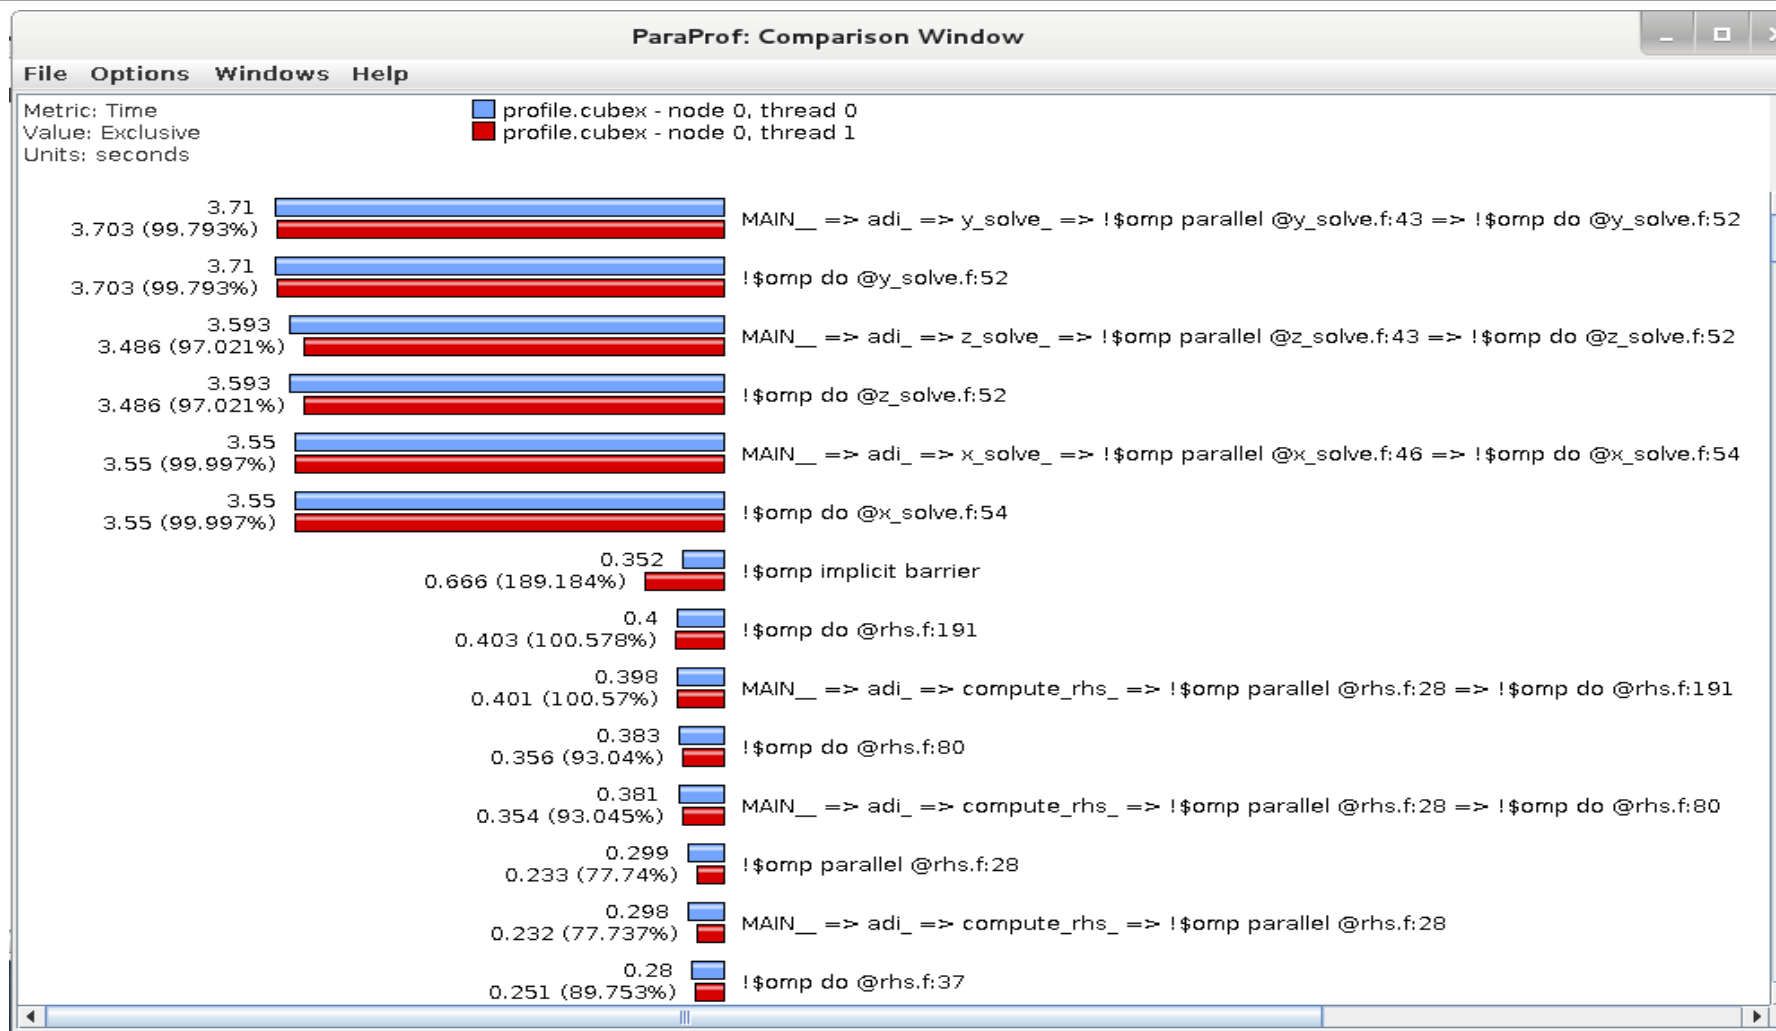 ParaProf: Comparison Window
File Options Windows Help
Metric: Time
Value: Exclusive
Units: seconds
profile.cubex - node 0, thread 0
profile.cubex - node 0, thread 1
3.71
3.703 (99.793%)
MAIN__ => adi_ => y_solve_ => !$omp parallel @y_solve.f:43 => !$omp do @y_solve.f:52
3.71
3.703 (99.793%)
!$omp do @y_solve.f:52
3.593
3.486 (97.021%)
MAIN__ => adi_ => z_solve_ => !$omp parallel @z_solve.f:43 => !$omp do @z_solve.f:52
3.593
3.486 (97.021%)
!$omp do @z_solve.f:52
3.55
3.55 (99.997%)
MAIN__ => adi_ => x_solve_ => !$omp parallel @x_solve.f:46 => !$omp do @x_solve.f:54
3.55
3.55 (99.997%)
!$omp do @x_solve.f:54
0.352
0.666 (189.184%)
!$omp implicit barrier
0.4
0.403 (100.578%)
!$omp do @rhs.f:191
0.398
0.401 (100.57%)
MAIN__ => adi_ => compute_rhs_ => !$omp parallel @rhs.f:28 => !$omp do @rhs.f:191
0.383
0.356 (93.04%)
!$omp do @rhs.f:80
0.381
0.354 (93.045%)
MAIN__ => adi_ => compute_rhs_ => !$omp parallel @rhs.f:28 => !$omp do @rhs.f:80
0.299
0.233 (77.74%)
!$omp parallel @rhs.f:28
0.298
0.232 (77.737%)
MAIN__ => adi_ => compute_rhs_ => !$omp parallel @rhs.f:28
0.28
0.251 (89.753%)
!$omp do @rhs.f:37